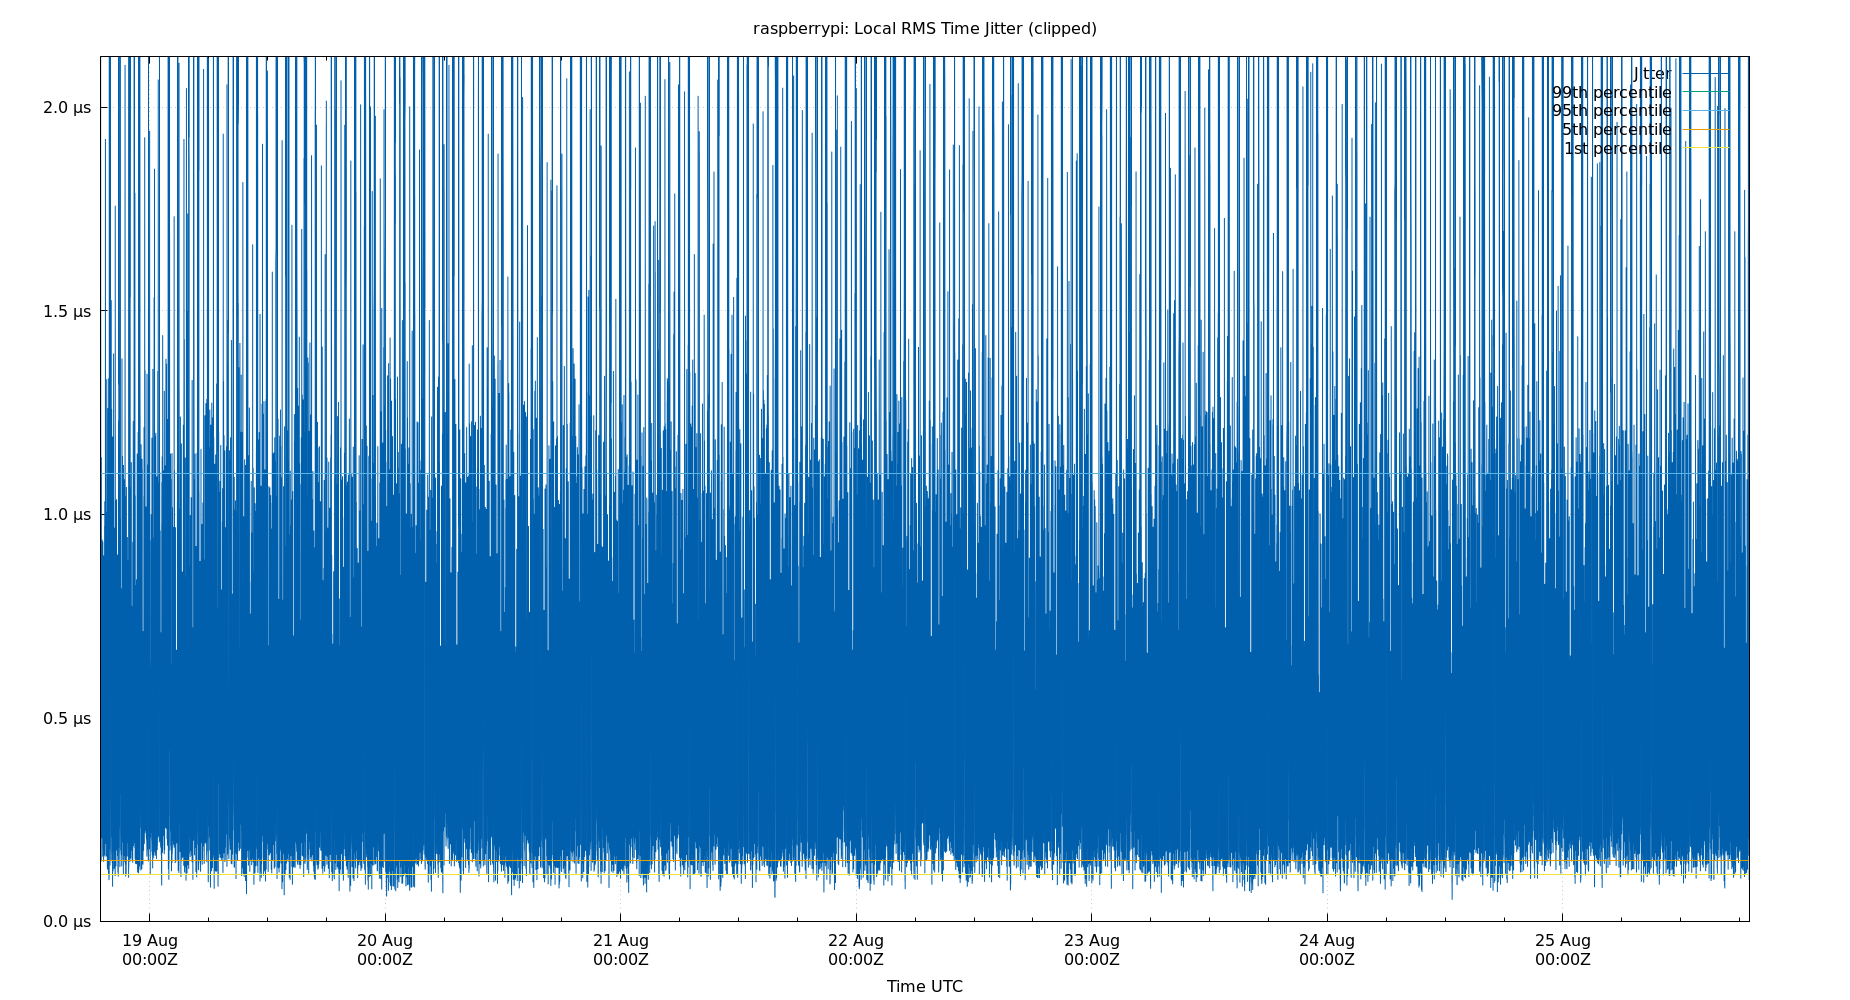 raspberrypi: Local RMS Time Jitter (clipped)
Jitter
99th percentile
95th percentile
5th percentile
1st percentile
2.0 µs
1.5 µs
1.0 µs
0.5 µs
0.0 µs
19 Aug
00:00Z
20 Aug
00:00Z
21 Aug
00:00Z
22 Aug
00:00Z
23 Aug
00:00Z
24 Aug
00:00Z
25 Aug
00:00Z
Time UTC